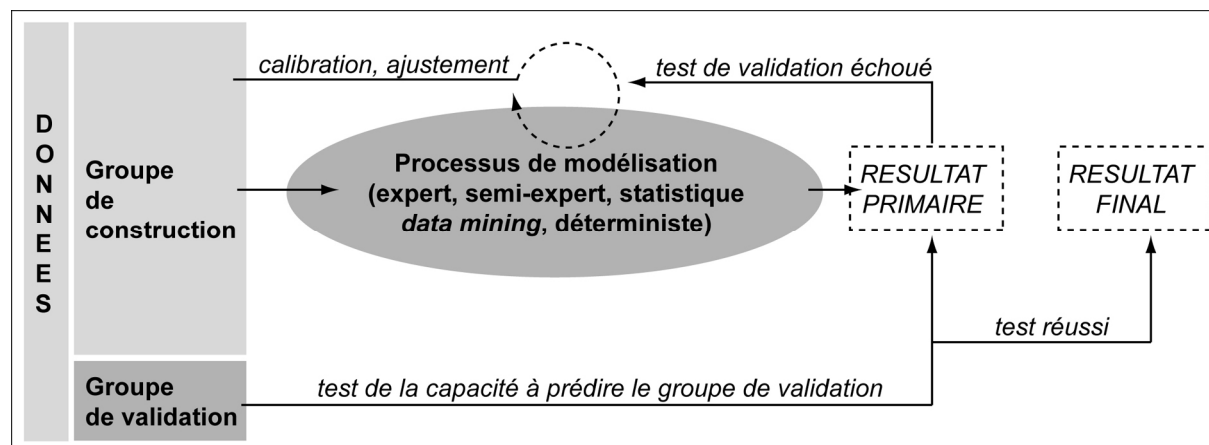 DONNEES
Groupe
de
construction
calibration, ajustement
test de validation échoué
Processus de modélisation
(expert, semi-expert, statistique
data mining, déterministe)
RESULTAT
PRIMAIRE
RESULTAT
FINAL
test réussi
Groupe
de validation
test de la capacité à prédire le groupe de validation